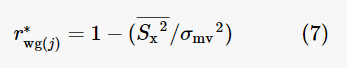 r*wg(j) = 1 − (S̅x²/σmv²) (7)